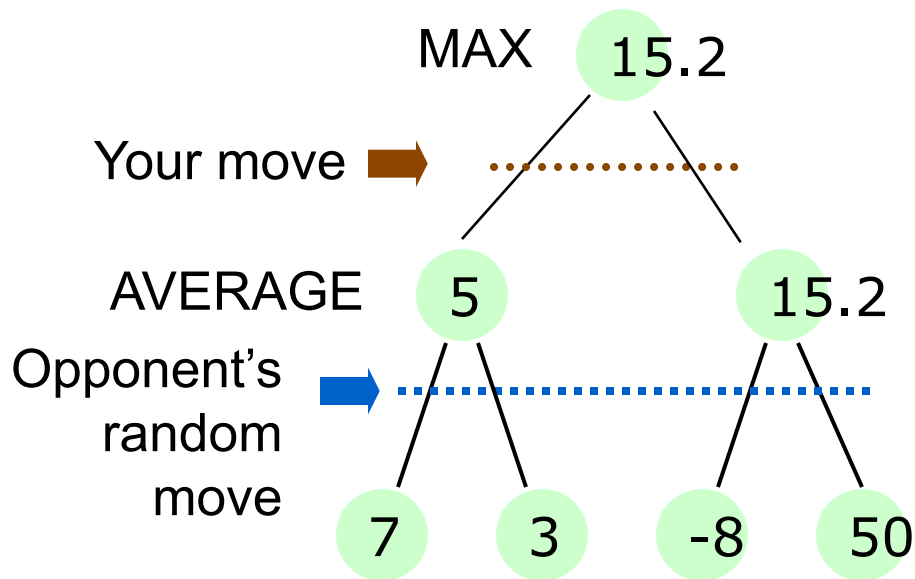 MAX 15.2
Your move
AVERAGE 5 15.2
Opponent’s
random
move
7 3 -8 50